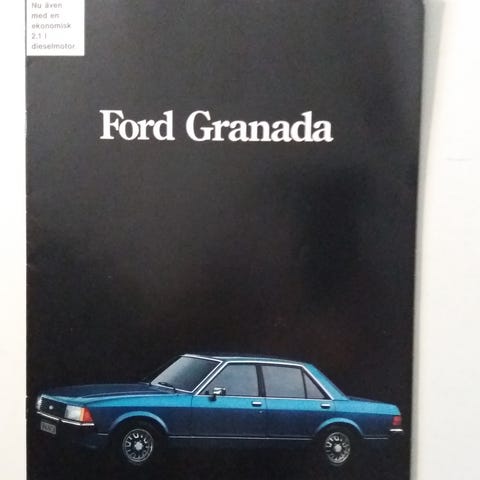 Nu även
med en
ekonomisk
2.1 l
dieselmotor
Ford Granada